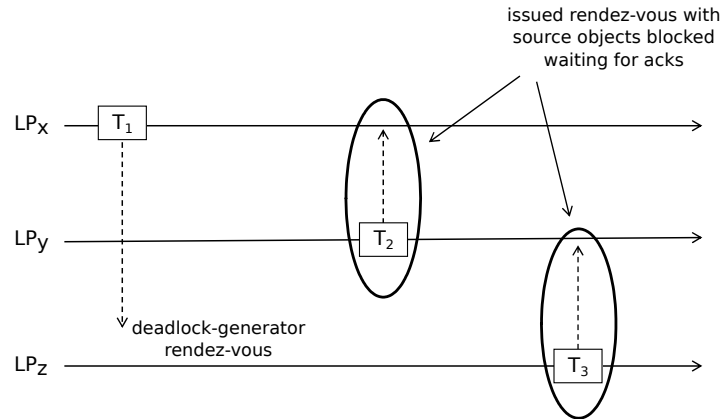 issued rendez-vous with
source objects blocked
waiting for acks
LPx
T1
LPy
T2
deadlock-generator
rendez-vous
LPz
T3